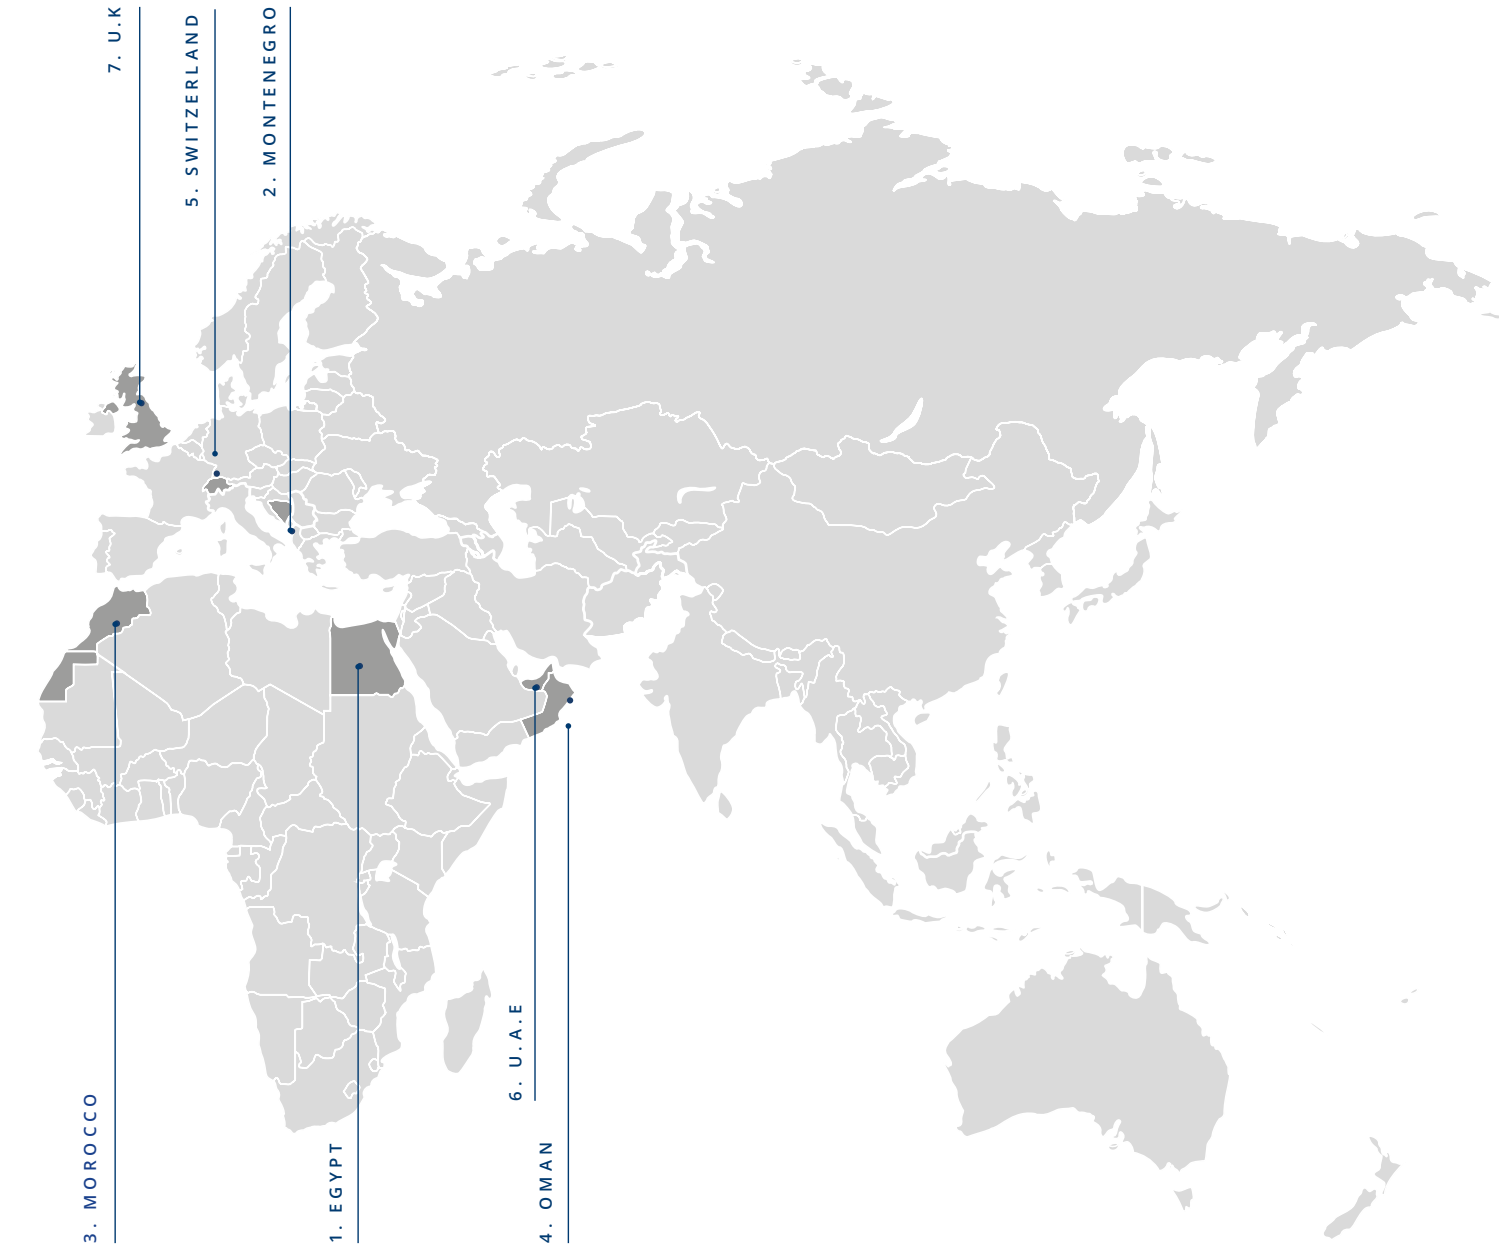 7. U.K
5. SWITZERLAND
2. MONTENEGRO
3. MOROCCO
1. EGYPT
6. U.A.E
4. OMAN